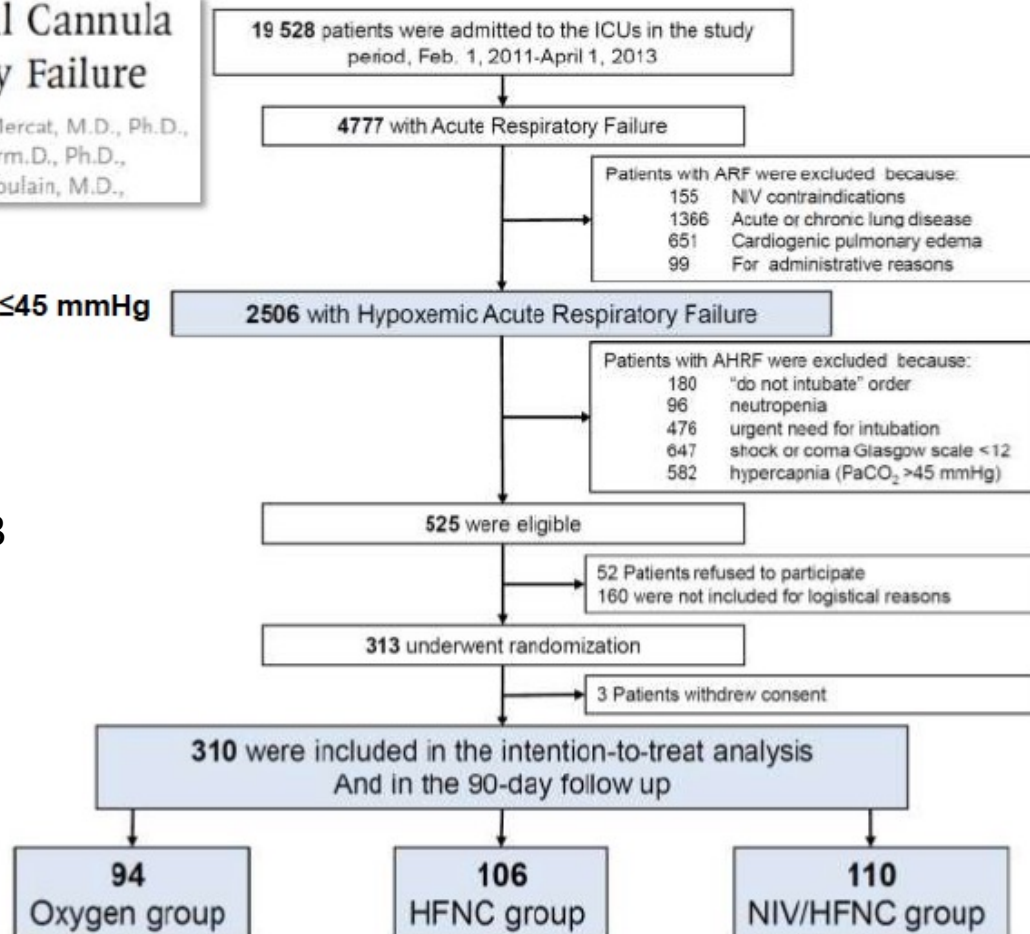 l Cannula
y Failure
Mercat, M.D., Ph.D.,
rm.D., Ph.D.,
oulain, M.D.,
19 528 patients were admitted to the ICUs in the study
period, Feb. 1, 2011-April 1, 2013
4777 with Acute Respiratory Failure
Patients with ARF were excluded because:
155 NIV contraindications
1366 Acute or chronic lung disease
651 Cardiogenic pulmonary edema
99 For administrative reasons
≤45 mmHg
2506 with Hypoxemic Acute Respiratory Failure
Patients with AHRF were excluded because:
180 "do not intubate" order
96 neutropenia
476 urgent need for intubation
647 shock or coma Glasgow scale <12
582 hypercapnia (PaCO₂ >45 mmHg)
525 were eligible
52 Patients refused to participate
160 were not included for logistical reasons
313 underwent randomization
3 Patients withdrew consent
310 were included in the intention-to-treat analysis
And in the 90-day follow up
94
Oxygen group
106
HFNC group
110
NIV/HFNC group